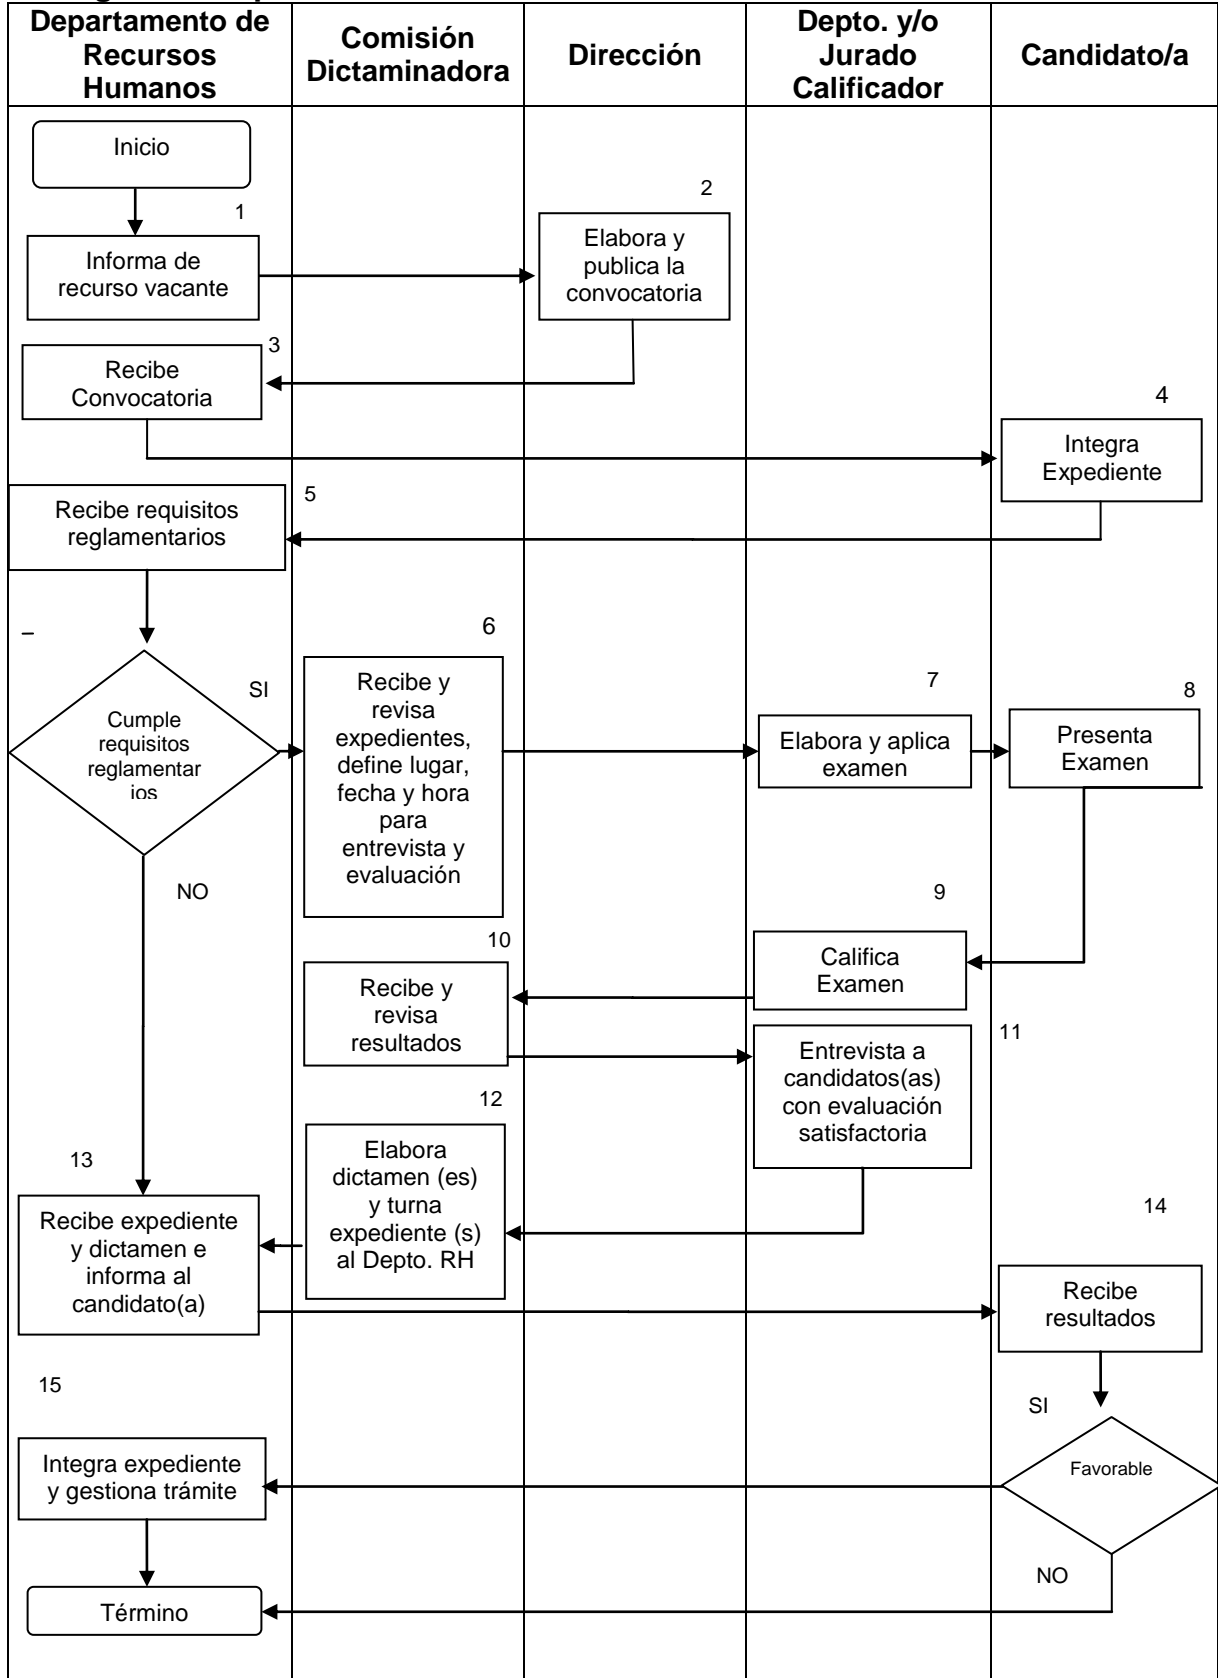 Departamento de
Recursos
Humanos
Comisión
Dictaminadora
Dirección
Depto. y/o
Jurado
Calificador
Candidato/a
Inicio
1
Informa de
recurso vacante
2
Elabora y
publica la
convocatoria
3
Recibe
Convocatoria
4
Integra
Expediente
5
Recibe requisitos
reglamentarios
Cumple
requisitos
reglamentar
ios
SI
NO
6
Recibe y
revisa
expedientes,
define lugar,
fecha y hora
para
entrevista y
evaluación
7
Elabora y aplica
examen
8
Presenta
Examen
9
Califica
Examen
10
Recibe y
revisa
resultados
11
Entrevista a
candidatos(as)
con evaluación
satisfactoria
12
Elabora
dictamen (es)
y turna
expediente (s)
al Depto. RH
13
Recibe expediente
y dictamen e
informa al
candidato(a)
14
Recibe
resultados
SI
Favorable
NO
15
Integra expediente
y gestiona trámite
Término